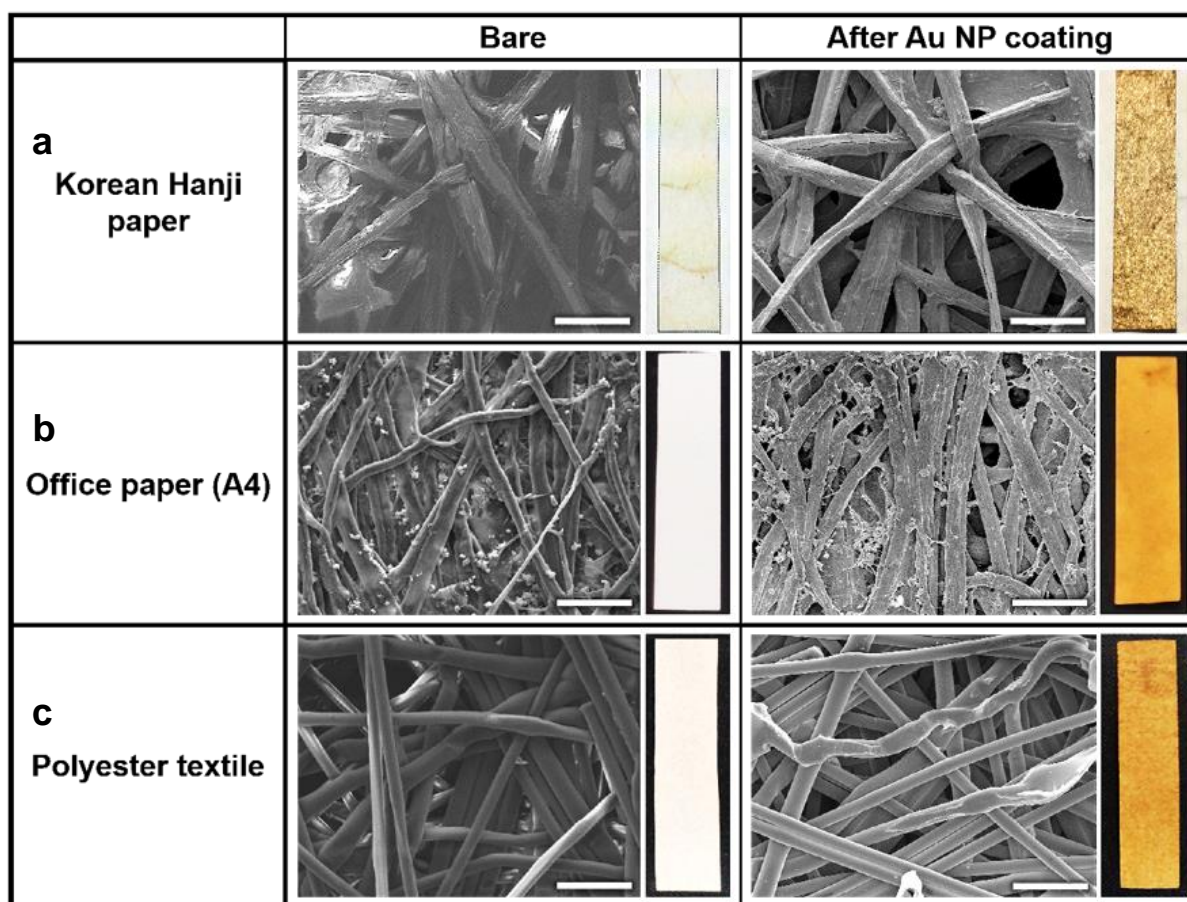 Bare
After Au NP coating
a
Korean Hanji
paper
b
Office paper (A4)
c
Polyester textile